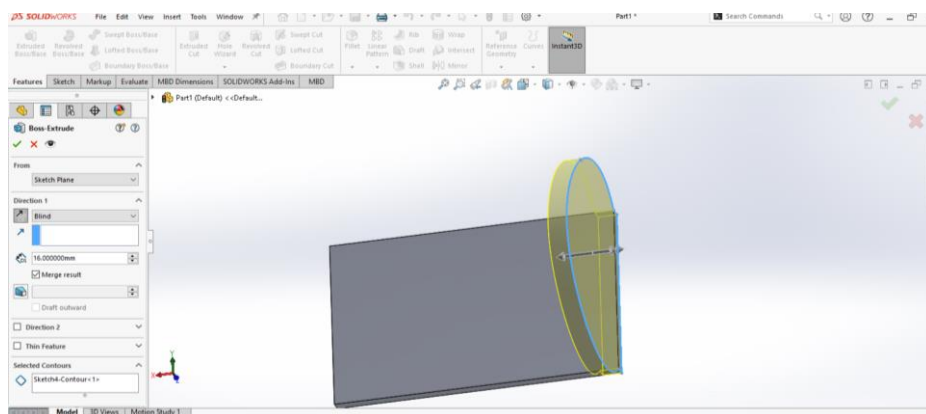 DS SOLIDWORKS File Edit View Insert Tools Window Part1 * Search Commands
Extruded Boss/Base Revolved Boss/Base Swept Boss/Base Lofted Boss/Base Boundary Boss/Base Extruded Cut Hole Wizard Revolved Cut Swept Cut Lofted Cut Boundary Cut Fillet Linear Pattern Rib Draft Shell Wrap Intersect Mirror Reference Geometry Curves Instant3D
Features Sketch Markup Evaluate MBD Dimensions SOLIDWORKS Add-Ins MBD
Part1 (Default) <<Default...
Boss-Extrude
From
Sketch Plane
Direction 1
Blind
16.000000mm
Merge result
Draft outward
Direction 2
Thin Feature
Selected Contours
Sketch4-Contour<1>
Y
X
Model 3D Views Motion Study 1